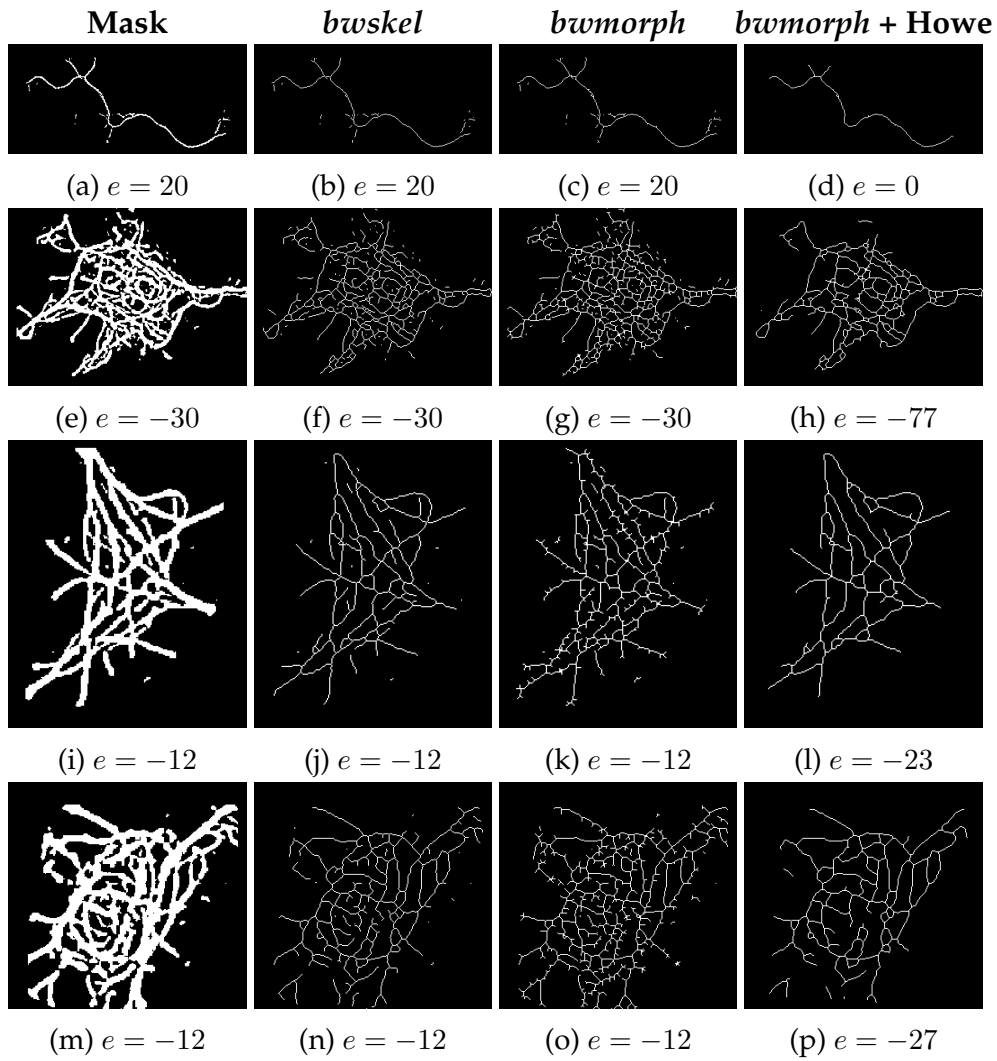 Mask bwskel bwmorph bwmorph + Howe
(a) e = 20 (b) e = 20 (c) e = 20 (d) e = 0
(e) e = −30 (f) e = −30 (g) e = −30 (h) e = −77
(i) e = −12 (j) e = −12 (k) e = −12 (l) e = −23
(m) e = −12 (n) e = −12 (o) e = −12 (p) e = −27